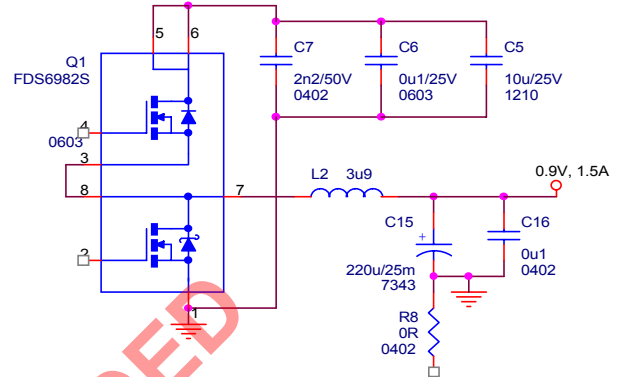 5
6
Q1
FDS6982S
4
0603
3
8
7
2
1
C7
2n2/50V
0402
C6
0u1/25V
0603
C5
10u/25V
1210
L2 3u9
0.9V, 1.5A
C15
+
220u/25m
7343
C16
0u1
0402
R8
0R
0402
ED